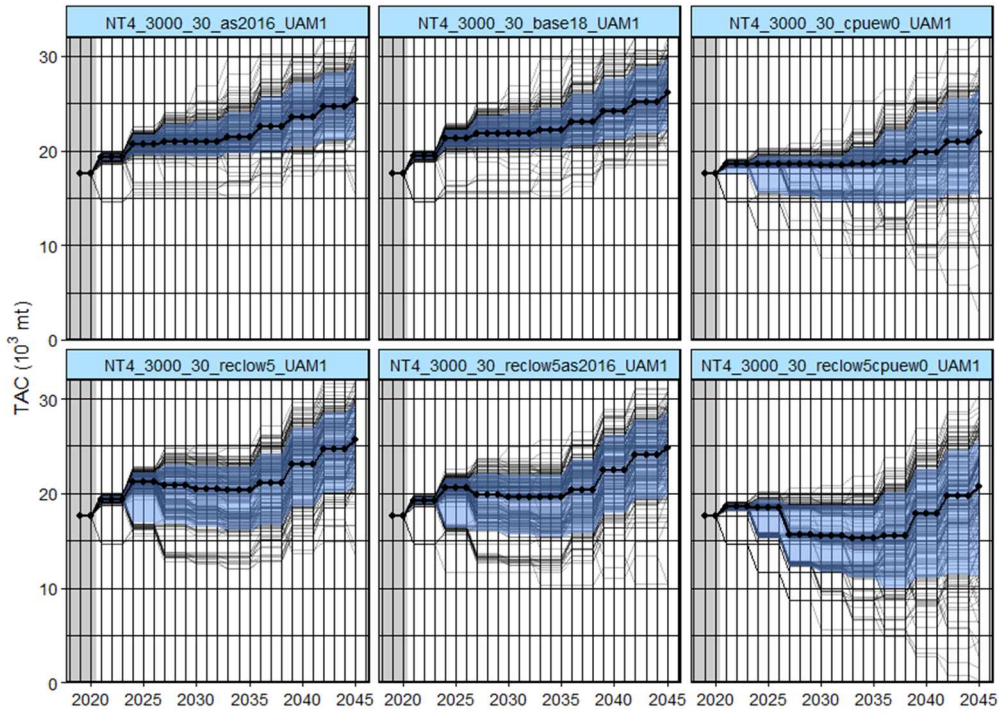 NT4_3000_30_as2016_UAM1 NT4_3000_30_base18_UAM1 NT4_3000_30_cpuew0_UAM1
30
20
10
0
TAC (10³ mt)
NT4_3000_30_reclow5_UAM1 NT4_3000_30_reclow5as2016_UAM1 NT4_3000_30_reclow5cpuew0_UAM1
30
20
10
0
2020 2025 2030 2035 2040 2045 2020 2025 2030 2035 2040 2045 2020 2025 2030 2035 2040 2045